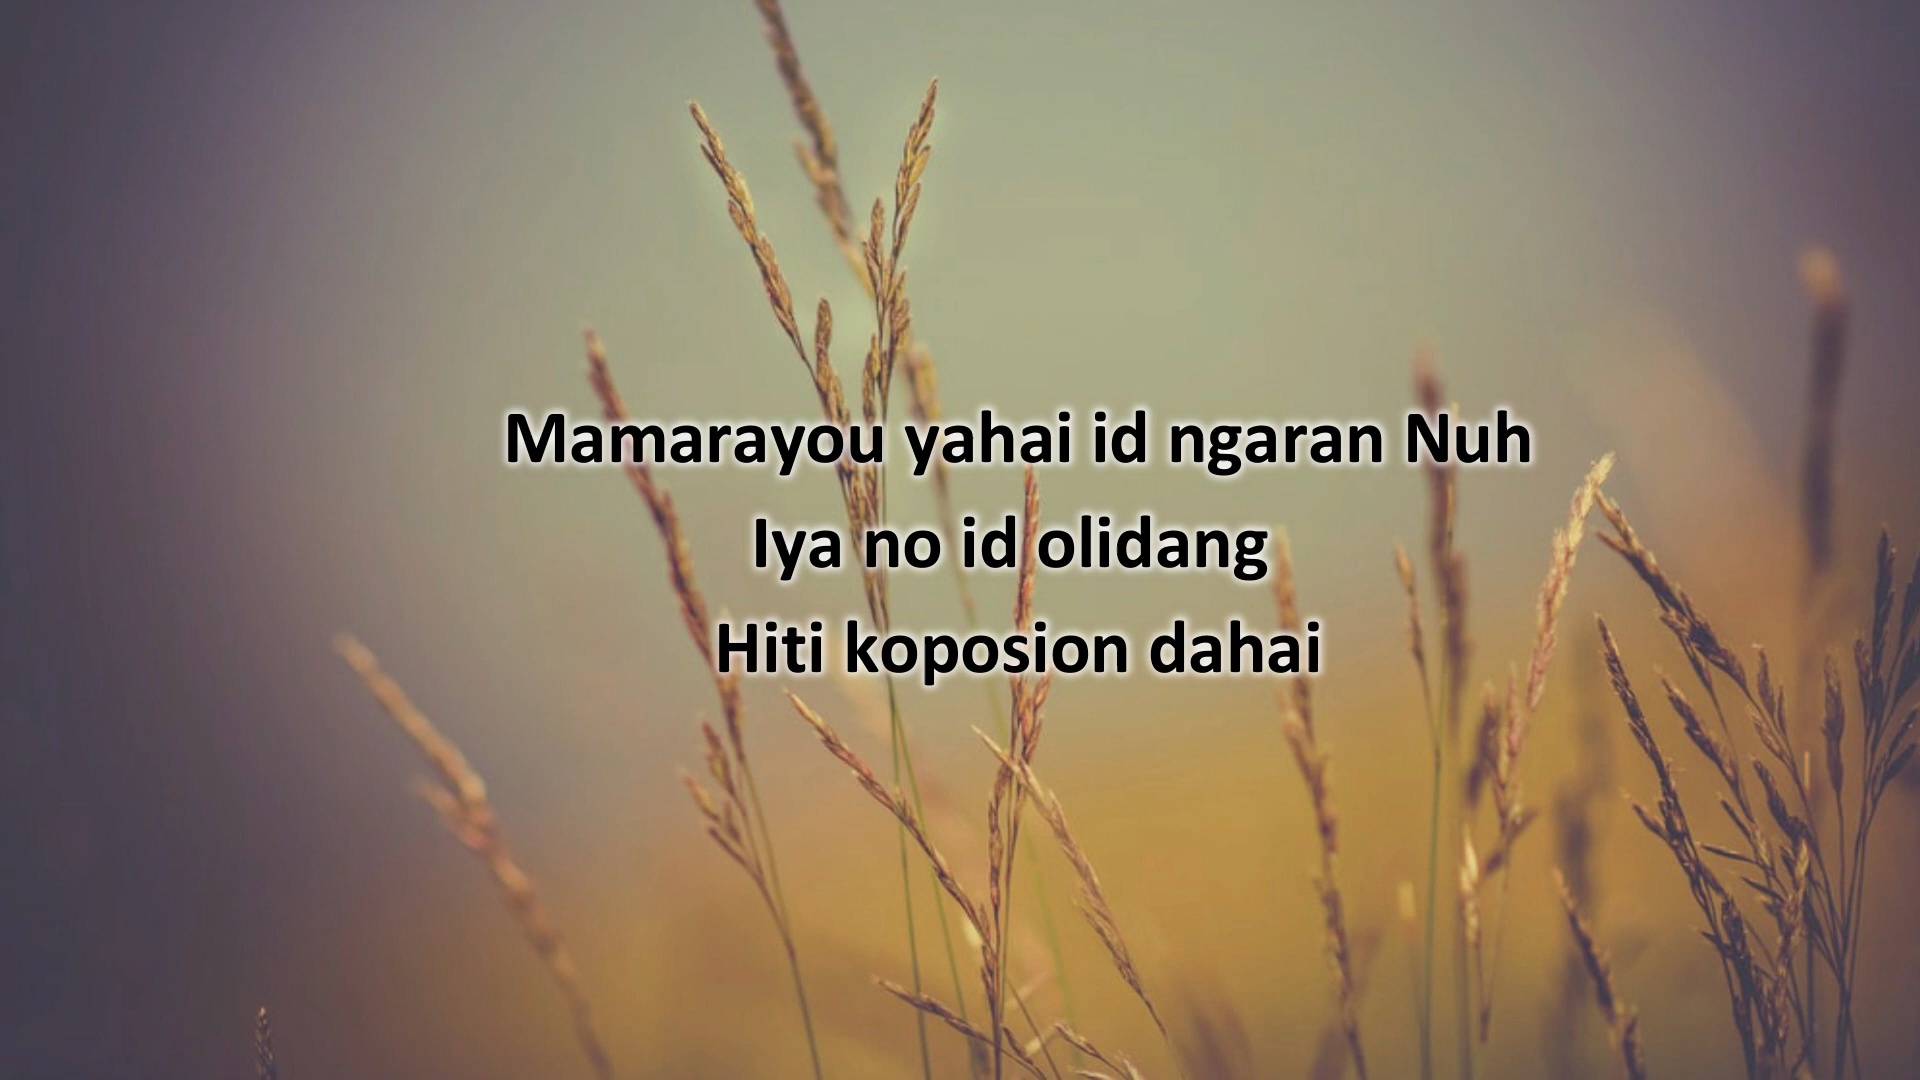 Mamarayou yahai id ngaran Nuh
Iya no id olidang
Hiti koposion dahai